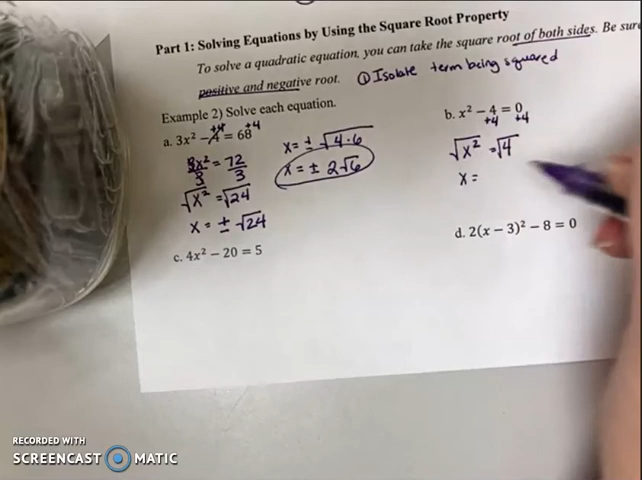 Part 1: Solving Equations by Using the Square Root Property
To solve a quadratic equation, you can take the square root of both sides. Be sure
positive and negative root. ① Isolate term being squared
Example 2) Solve each equation.
a. 3x² − 4 = 68
+4 +4
3x² = 72
3 3
√x² = √24
x = ± √24
x = ± √4·6
x = ± 2√6
b. x² − 4 = 0
+4 +4
√x² = √4
x =
c. 4x² − 20 = 5
d. 2(x − 3)² − 8 = 0
RECORDED WITH
SCREENCAST MATIC